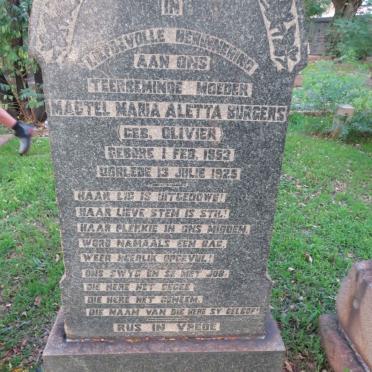 IN
LIEFDEVOLLE HERINNERING
AAN ONS
TEERBEMINDE MOEDER
MAGTEL MARIA ALETTA BURGERS
(GEB. OLIVIER)
GEBORE 1 FEB. 1853
OORLEDE 13 JULIE 1925
HAAR LIG IS UITGEDOWE!
HAAR LIEWE STEM IS STIL!
HAAR PLEKKIE IN ONS MIDDEN,
WORD NAMAALS EEN DAG,
WEER HEERLIK OPGEVUL!
ONS SWYG EN SE MET JOB,
DIE HERE HET GEGEE
DIE HERE HET GENEEM,
DIE NAAM VAN DIE HERE SY GELOOF!
RUS IN VREDE